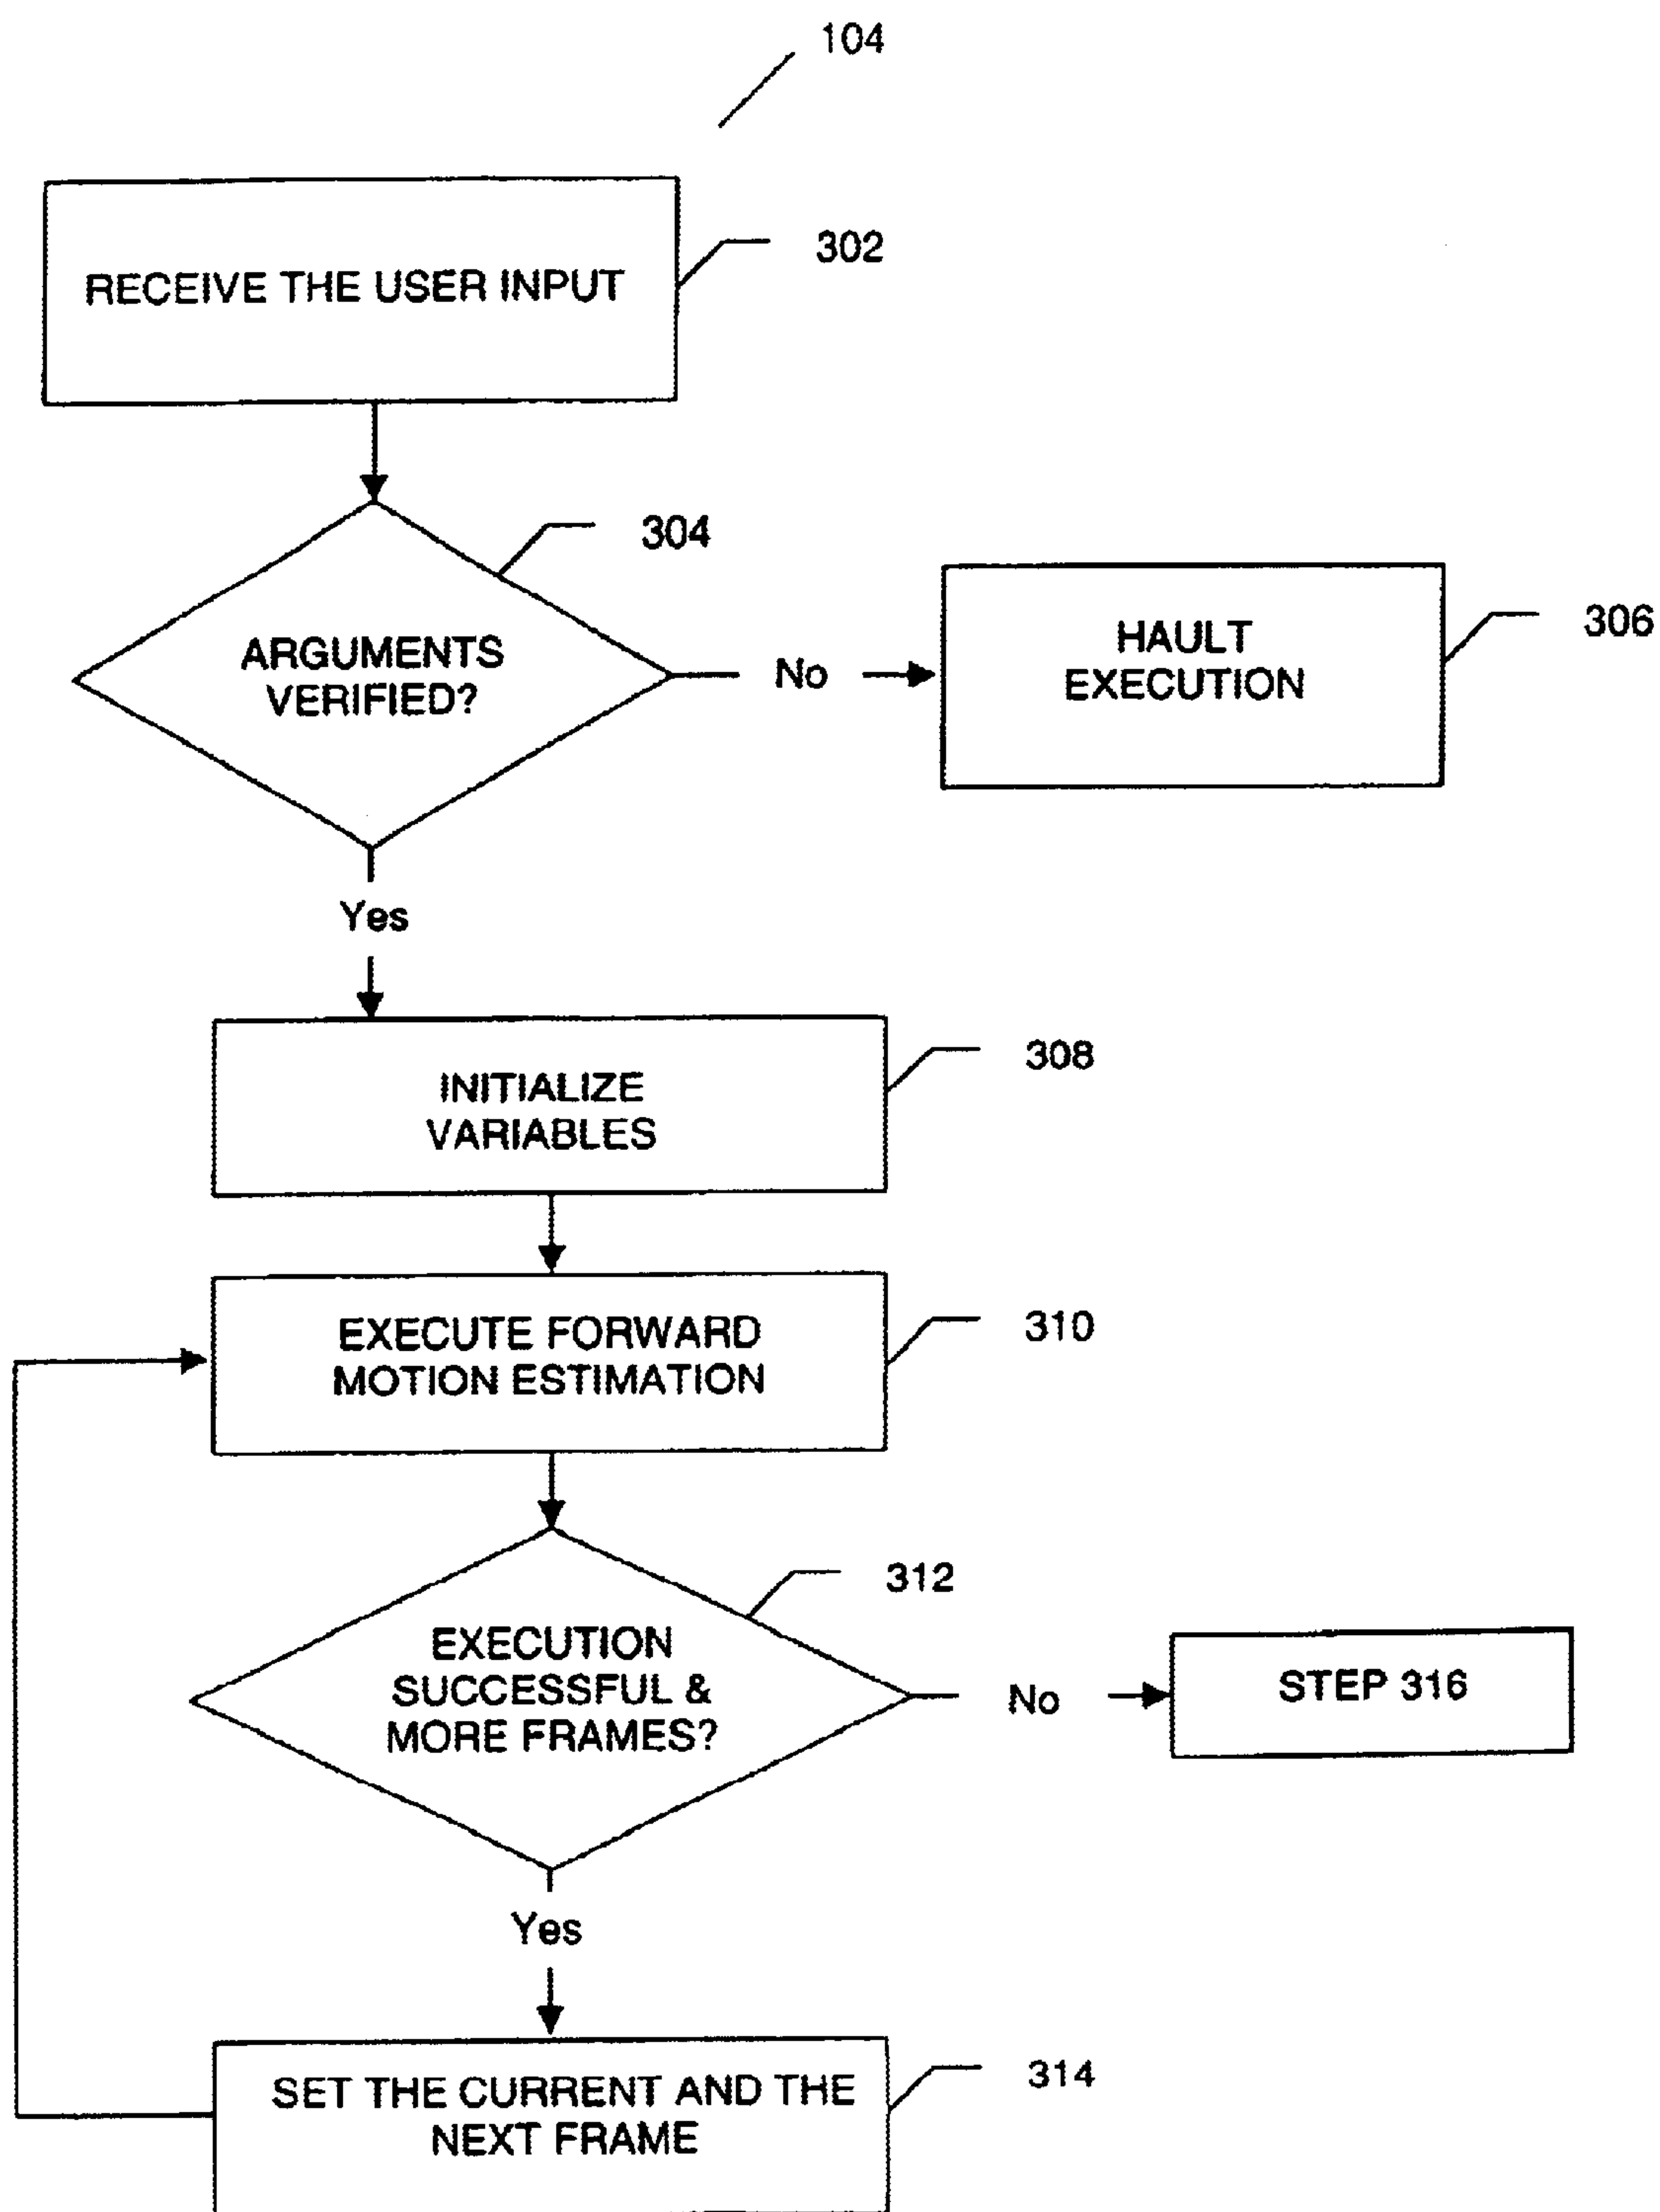 104
RECEIVE THE USER INPUT
302
304
ARGUMENTS
VERIFIED?
No
HAULT
EXECUTION
306
Yes
INITIALIZE
VARIABLES
308
EXECUTE FORWARD
MOTION ESTIMATION
310
312
EXECUTION
SUCCESSFUL &
MORE FRAMES?
No
STEP 316
Yes
SET THE CURRENT AND THE
NEXT FRAME
314